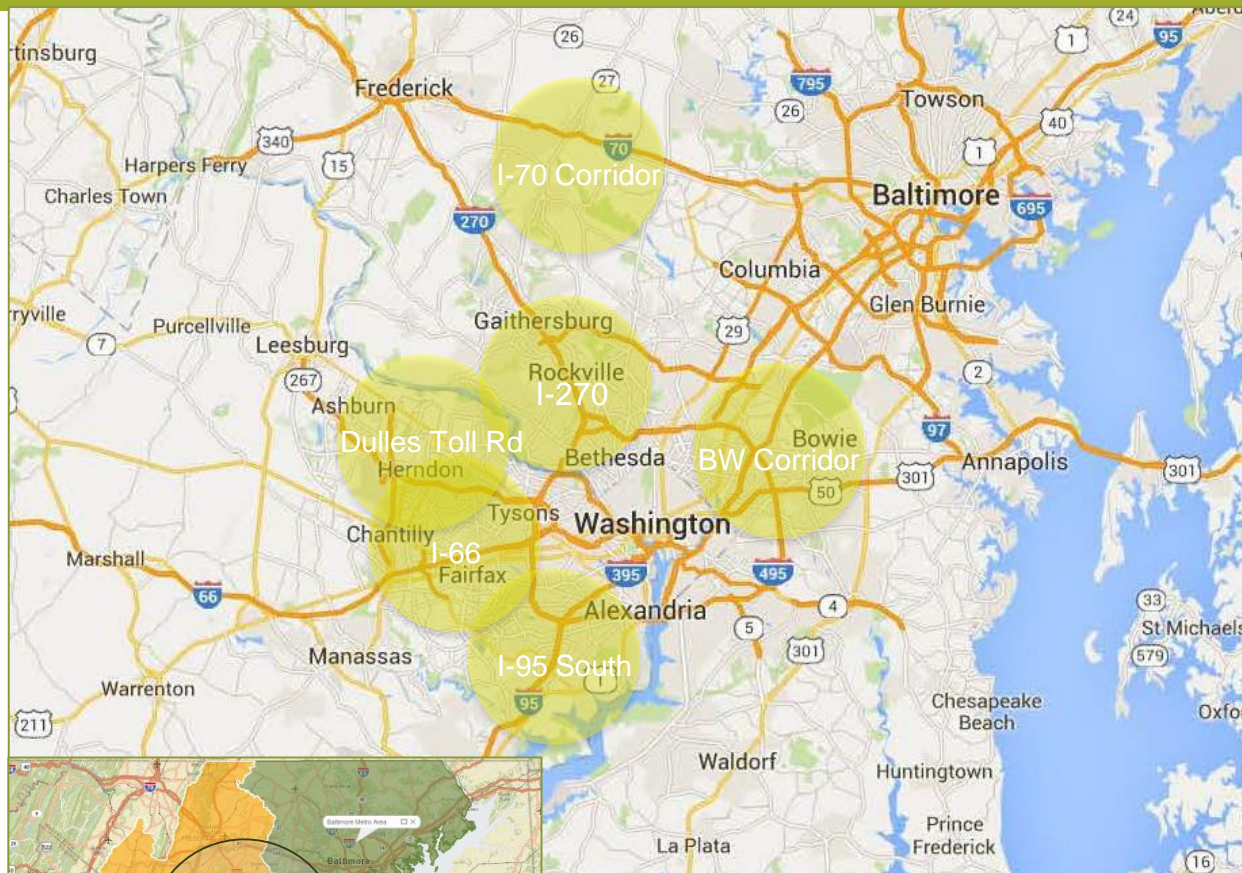 24
tinsburg
26
1
95
27
Frederick
795
26
Towson
40
340
15
70
1
Harpers Ferry
I-70 Corridor
Charles Town
Baltimore
695
270
Columbia
Glen Burnie
ryville
Purcellville
Gaithersburg
29
7
Leesburg
267
Rockville
2
I-270
Ashburn
Dulles Toll Rd
Bowie
97
Herndon
Bethesda
BW Corridor
Annapolis
301
301
50
Tysons
Washington
Chantilly
I-66
Marshall
Fairfax
395
495
66
Alexandria
4
33
5
St Michaels
Manassas
I-95 South
301
579
1
Warrenton
95
Chesapeake
Beach
Oxfo
211
Waldorf
Huntingtown
Baltimore Metro Area
Prince
Frederick
La Plata
Baltimore
16